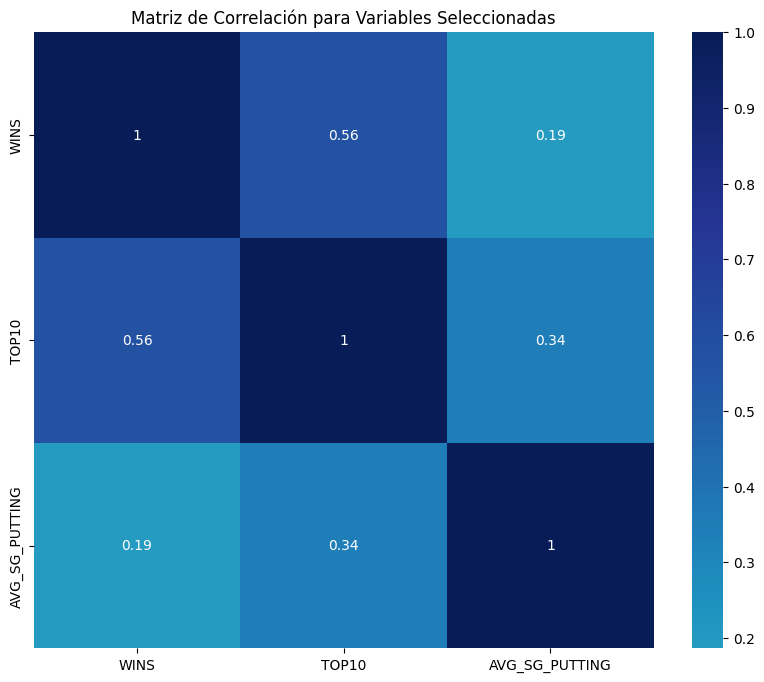 Matriz de Correlación para Variables Seleccionadas
WINS
1
0.56
0.19
TOP10
0.56
1
0.34
AVG_SG_PUTTING
0.19
0.34
1
WINS
TOP10
AVG_SG_PUTTING
1.0
0.9
0.8
0.7
0.6
0.5
0.4
0.3
0.2